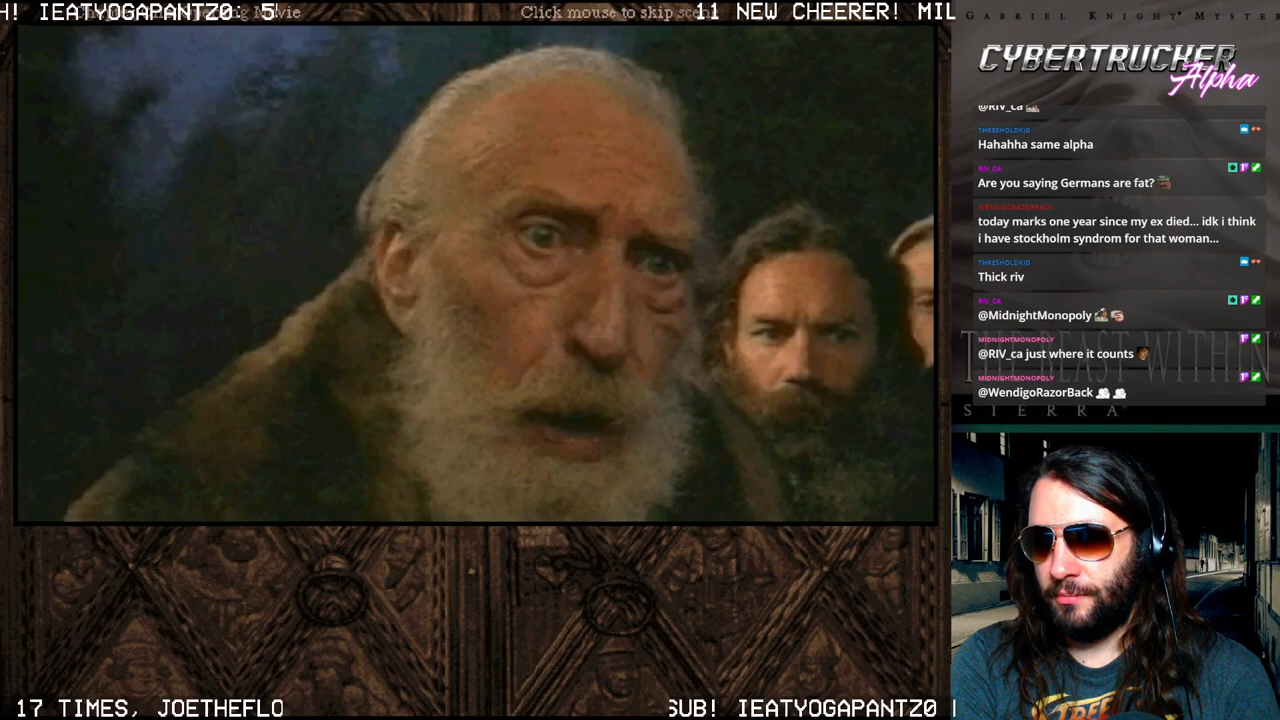 H! IEATYOGAPANTZ0: 5
Click mouse to skip
11 NEW CHEERER! MIL
GABRIEL KNIGHT MYSTER
CYBERTRUCKER
Alpha
@RIV_ca
THRESHOLDKID
Hahahha same alpha
RIV_CA
Are you saying Germans are fat?
WENDIGORAZORBACK
today marks one year since my ex died... idk i think
i have stockholm syndrom for that woman...
THRESHOLDKID
Thick riv
RIV_CA
@MidnightMonopoly
MIDNIGHTMONOPOLY
@RIV_ca just where it counts
MIDNIGHTMONOPOLY
@WendigoRazorBack
THE BEAST WITHIN
SIERRA
17 TIMES, JOETHEFLO
SUB! IEATYOGAPANTZ0